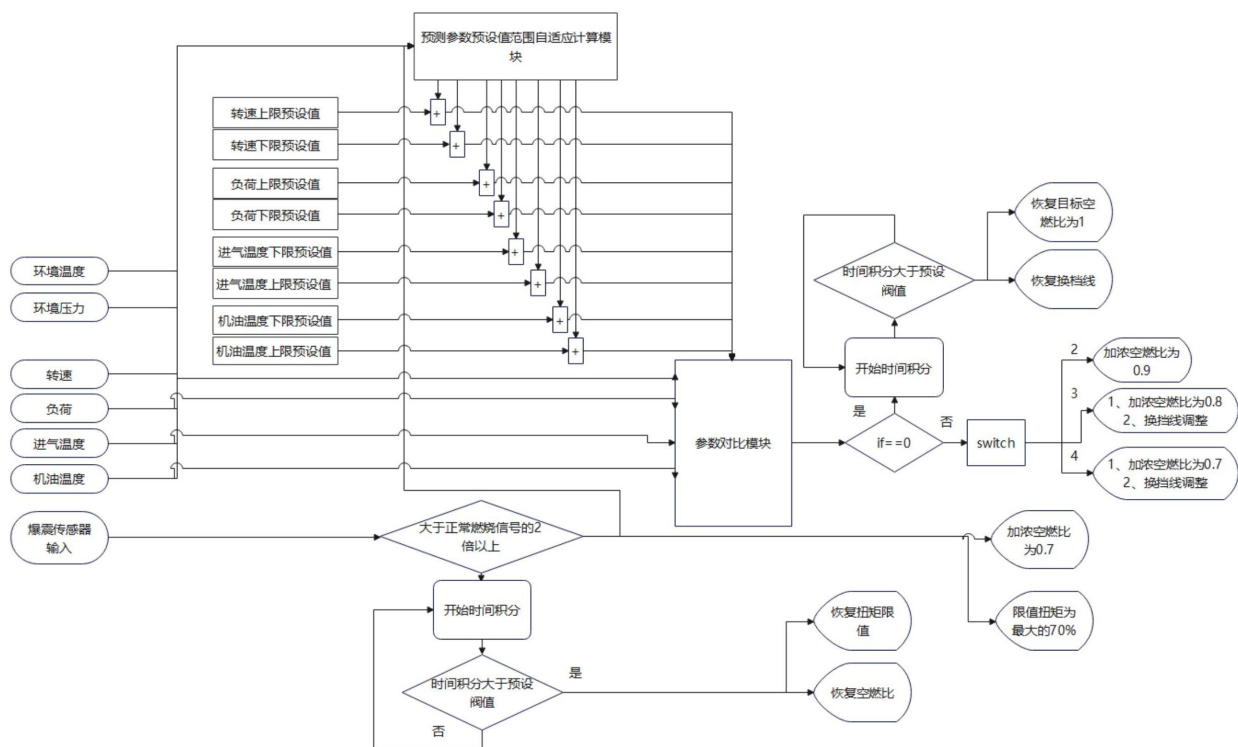 预测参数预设值范围自适应计算模
块
转速上限预设值
+
转速下限预设值
+
负荷上限预设值
+
负荷下限预设值
+
进气温度下限预设值
+
进气温度上限预设值
+
机油温度下限预设值
+
机油温度上限预设值
+
环境温度
环境压力
转速
负荷
进气温度
机油温度
爆震传感器
输入
参数对比模块
if==0
是
否
开始时间积分
时间积分大于预设
阀值
恢复目标空
燃比为1
恢复换档线
switch
2
加浓空燃比为
0.9
3
1、加浓空燃比为0.8
2、换挡线调整
4
1、加浓空燃比为0.7
2、换挡线调整
大于正常燃烧信号的2
倍以上
加浓空燃比
为0.7
限值扭矩为
最大的70%
开始时间积分
时间积分大于预设
阀值
是
否
恢复扭矩限
值
恢复空燃比